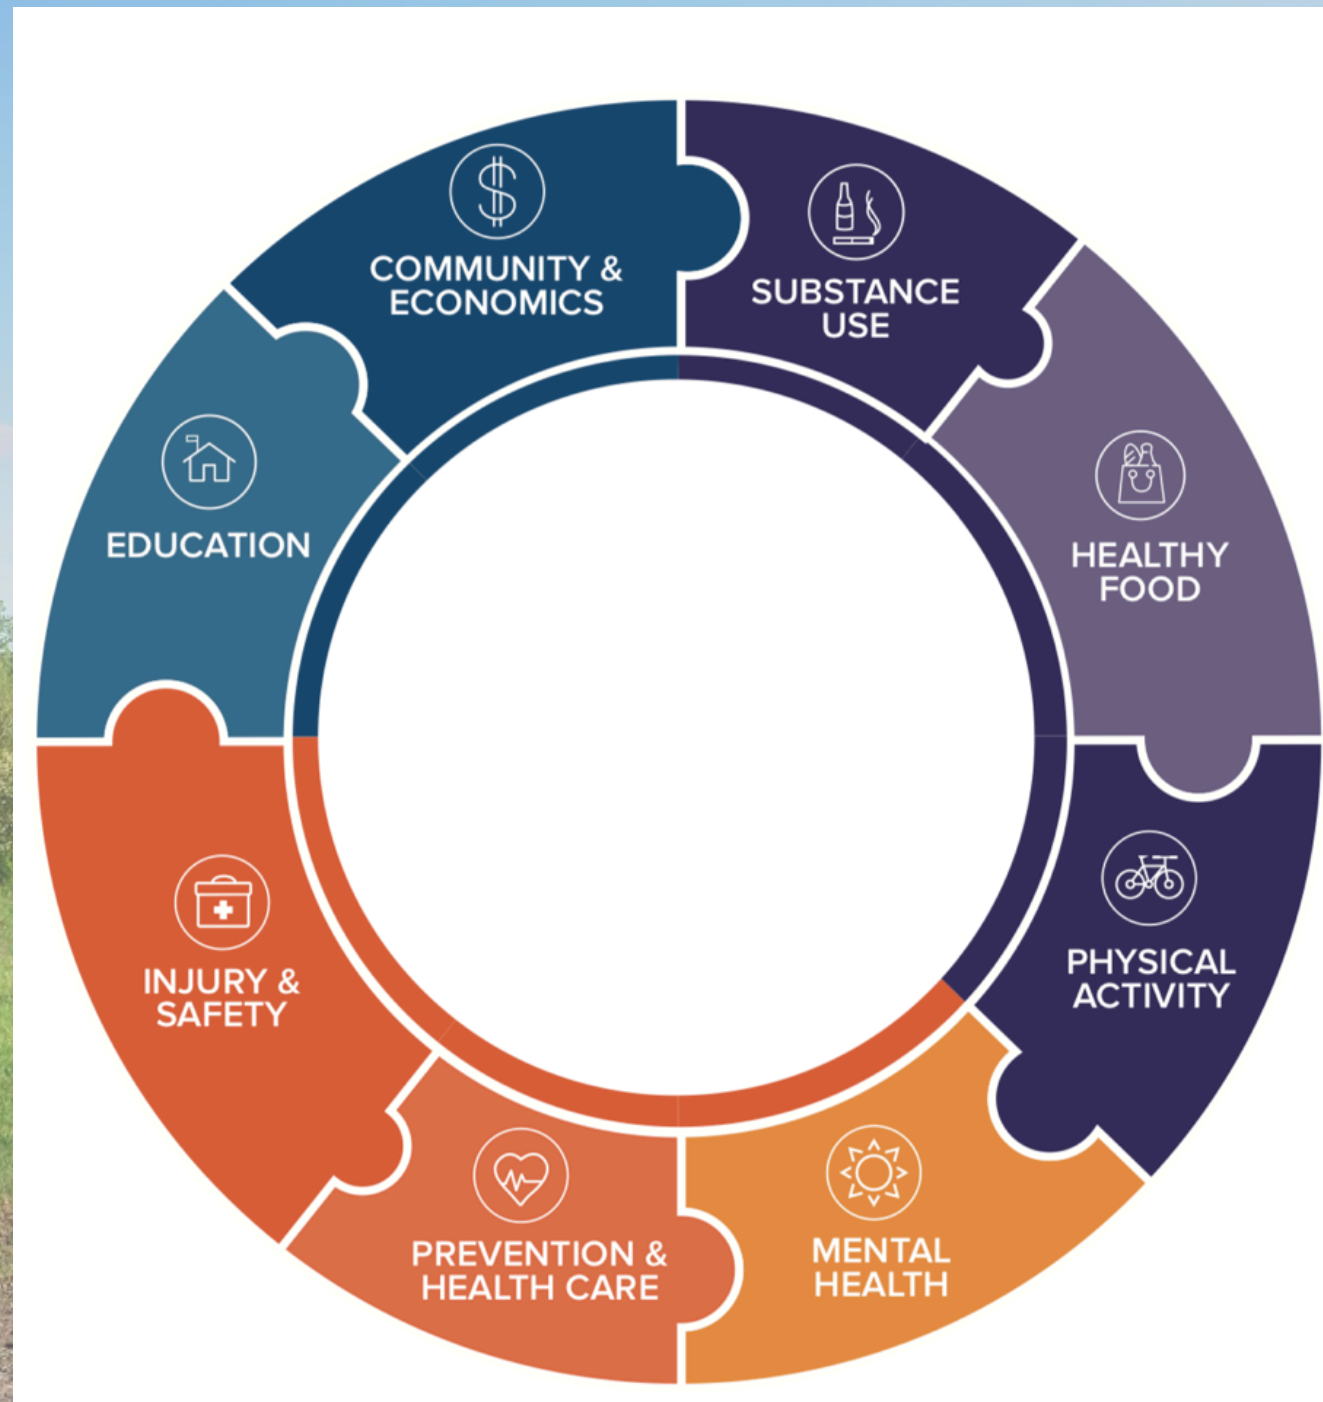 COMMUNITY &
ECONOMICS
SUBSTANCE
USE
HEALTHY
FOOD
PHYSICAL
ACTIVITY
MENTAL
HEALTH
PREVENTION &
HEALTH CARE
INJURY &
SAFETY
EDUCATION